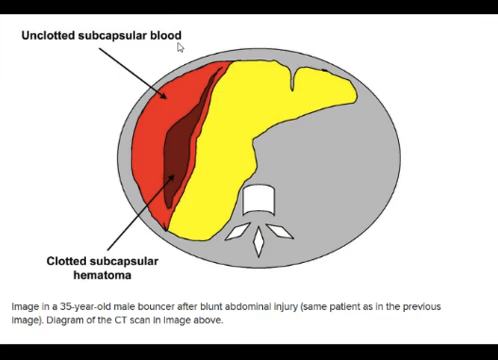 Unclotted subcapsular blood
Clotted subcapsular
hematoma
Image in a 35-year-old male bouncer after blunt abdominal injury (same patient as in the previous
image). Diagram of the CT scan in Image above.